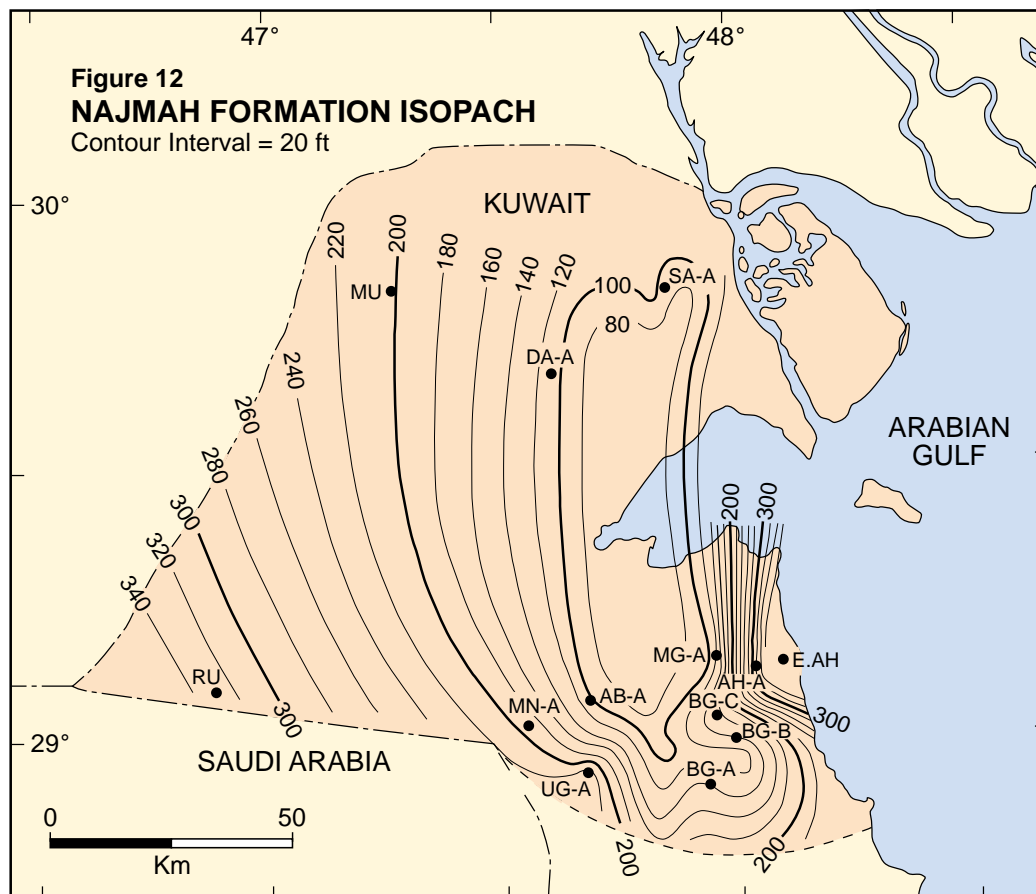 47°
48°
Figure 12
NAJMAH FORMATION ISOPACH
Contour Interval = 20 ft
30°
KUWAIT
220
200
180
160
140
120
100
80
SA-A
MU
DA-A
240
260
280
300
320
340
ARABIAN
GULF
200
300
RU
MG-A
E.AH
AH-A
AB-A
MN-A
BG-C
BG-B
300
300
29°
SAUDI ARABIA
UG-A
BG-A
200
200
0
50
Km